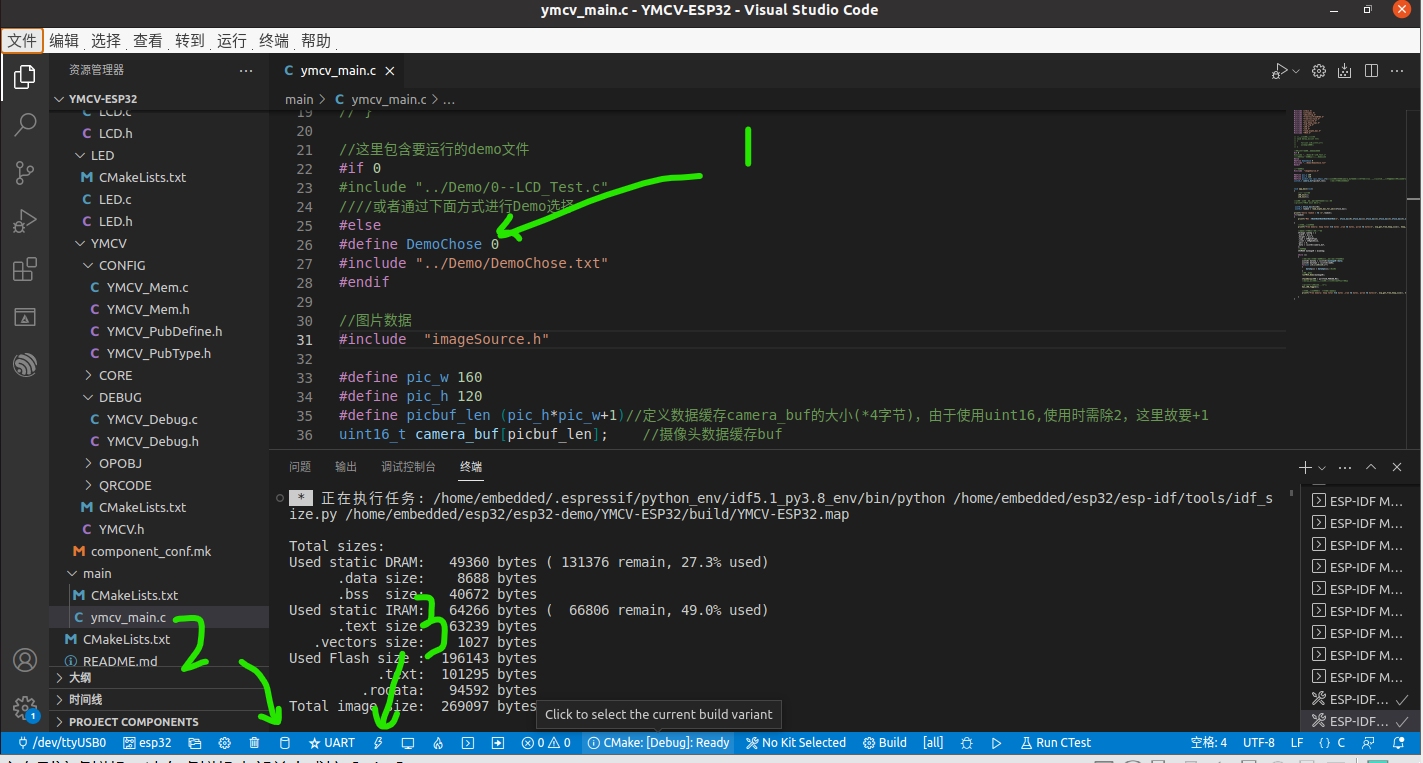 ymcv_main.c - YMCV-ESP32 - Visual Studio Code
文件 编辑 选择 查看 转到 运行 终端 帮助
资源管理器
YMCV-ESP32
LCD.c
LCD.h
LED
CMakeLists.txt
LED.c
LED.h
YMCV
CONFIG
YMCV_Mem.c
YMCV_Mem.h
YMCV_PubDefine.h
YMCV_PubType.h
CORE
DEBUG
YMCV_Debug.c
YMCV_Debug.h
OPOBJ
QRCODE
CMakeLists.txt
YMCV.h
component_conf.mk
main
CMakeLists.txt
ymcv_main.c
CMakeLists.txt
README.md
大纲
时间线
PROJECT COMPONENTS
2
1
ymcv_main.c
main > C ymcv_main.c > ...
19 // }
20
21 //这里包含要运行的demo文件
22 #if 0
23 #include "../Demo/0--LCD_Test.c"
24 ////或者通过下面方式进行Demo选择
25 #else
26 #define DemoChose 0
27 #include "../Demo/DemoChose.txt"
28 #endif
29
30 //图片数据
31 #include  "imageSource.h"
32
33 #define pic_w 160
34 #define pic_h 120
35 #define picbuf_len (pic_h*pic_w+1)//定义数据缓存camera_buf的大小(*4字节)，由于使用uint16,使用时需除2，这里故要+1
36 uint16_t camera_buf[picbuf_len];    //摄像头数据缓存buf
问题 输出 调试控制台 终端
* 正在执行任务: /home/embedded/.espressif/python_env/idf5.1_py3.8_env/bin/python /home/embedded/esp32/esp-idf/tools/idf_s
ize.py /home/embedded/esp32/esp32-demo/YMCV-ESP32/build/YMCV-ESP32.map
Total sizes:
Used static DRAM:   49360 bytes ( 131376 remain, 27.3% used)
.data size:    8688 bytes
.bss  size:   40672 bytes
Used static IRAM:   64266 bytes (  66806 remain, 49.0% used)
.text size:   63239 bytes
.vectors size:    1027 bytes
Used Flash size :  196143 bytes
.text:  101295 bytes
.rodata:   94592 bytes
Total image size:  269097 bytes
ESP-IDF M...
ESP-IDF M...
ESP-IDF M...
ESP-IDF M...
ESP-IDF M...
ESP-IDF M...
ESP-IDF M...
ESP-IDF M...
ESP-IDF M...
ESP-IDF...
ESP-IDF...
Click to select the current build variant
1
/dev/ttyUSB0 esp32 UART 0 0 CMake: [Debug]: Ready No Kit Selected Build [all] Run CTest 空格: 4 UTF-8 LF {} C